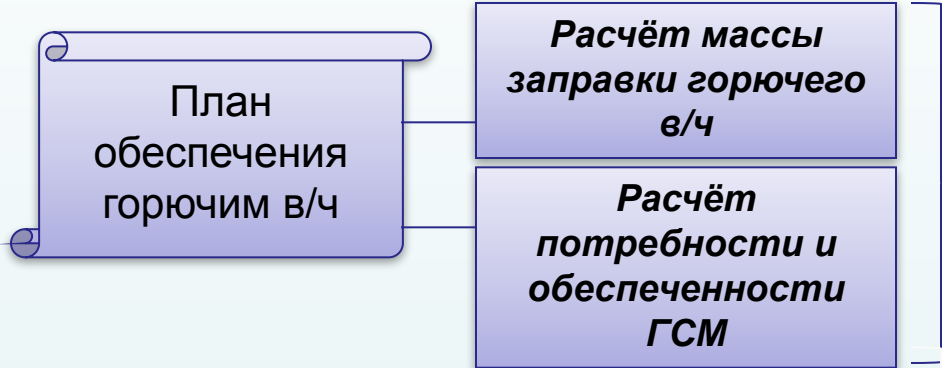 План
обеспечения
горючим в/ч
Расчёт массы
заправки горючего
в/ч
Расчёт
потребности и
обеспеченности
ГСМ